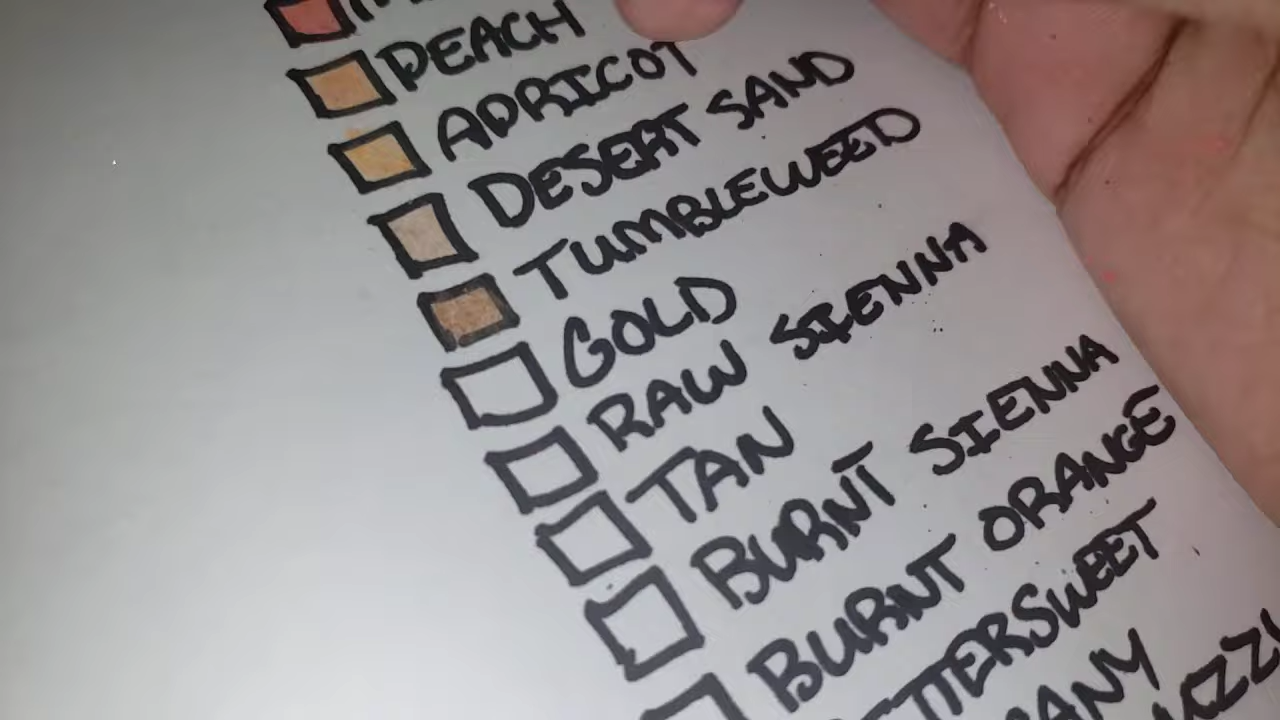 PEACH
APRICOT
DESERT SAND
TUMBLEWEED
GOLD
RAW SIENNA
TAN
BURNT SIENNA
BURNT ORANGE